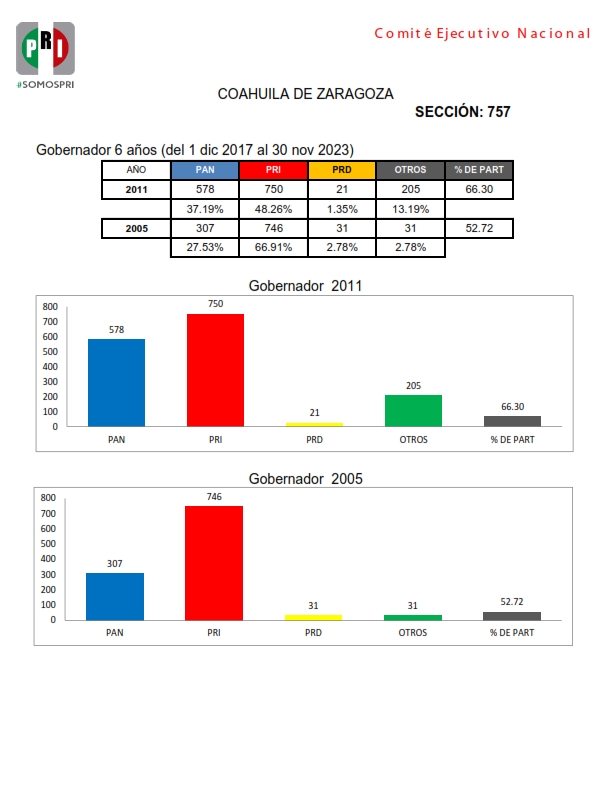 Comité Ejecutivo Nacional
PRI
#SOMOSPRI
COAHUILA DE ZARAGOZA
SECCIÓN: 757
Gobernador 6 años (del 1 dic 2017 al 30 nov 2023)
AÑO PAN PRI PRD OTROS % DE PART
2011 578 750 21 205 66.30
37.19% 48.26% 1.35% 13.19%
2005 307 746 31 31 52.72
27.53% 66.91% 2.78% 2.78%
Gobernador 2011
800
700
600
500
400
300
200
100
0
578
750
21
205
66.30
PAN PRI PRD OTROS % DE PART
Gobernador 2005
800
700
600
500
400
300
200
100
0
307
746
31
31
52.72
PAN PRI PRD OTROS % DE PART